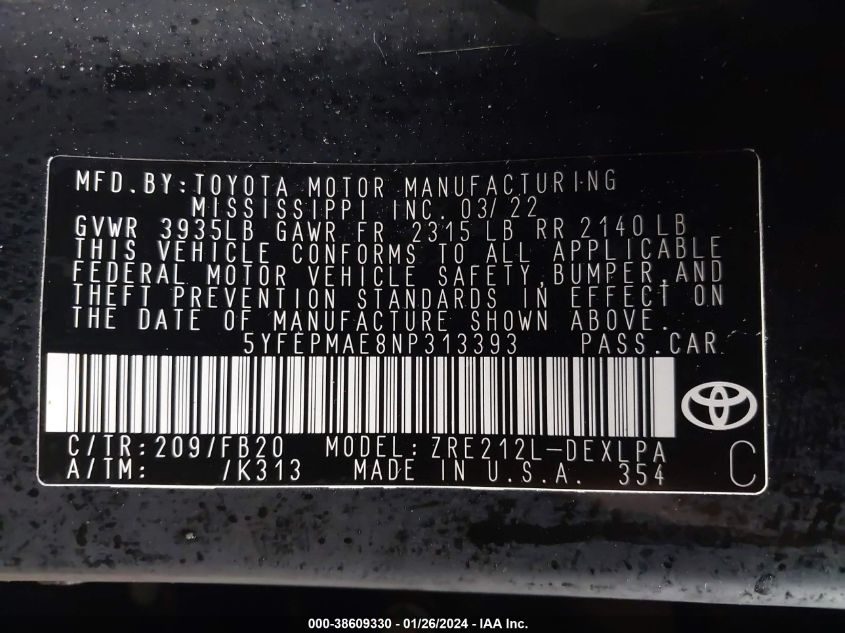 MFD.BY:TOYOTA MOTOR MANUFACTURING
MISSISSIPPI INC. 03/22
GVWR 3935LB GAWR FR 2315LB RR 2140LB
THIS VEHICLE CONFORMS TO ALL APPLICABLE
FEDERAL MOTOR VEHICLE SAFETY,BUMPER,AND
THEFT PREVENTION STANDARDS IN EFFECT ON
THE DATE OF MANUFACTURE SHOWN ABOVE.
5YFEPMAE8NP313393 PASS.CAR
C/TR:209/FB20 MODEL:ZRE212L-DEXLPA
A/TM: /K313 MADE IN U.S.A. 354 C
000-38609330 - 01/26/2024 - IAA Inc.